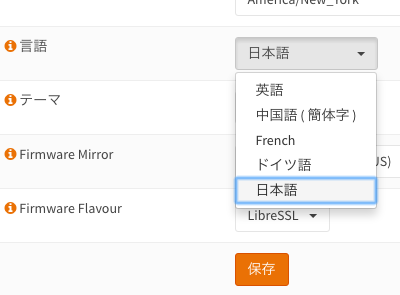 America/New_York
言語
日本語
英語
中国語 ( 簡体字 )
French
ドイツ語
日本語
テーマ
Firmware Mirror
US)
Firmware Flavour
LibreSSL
保存